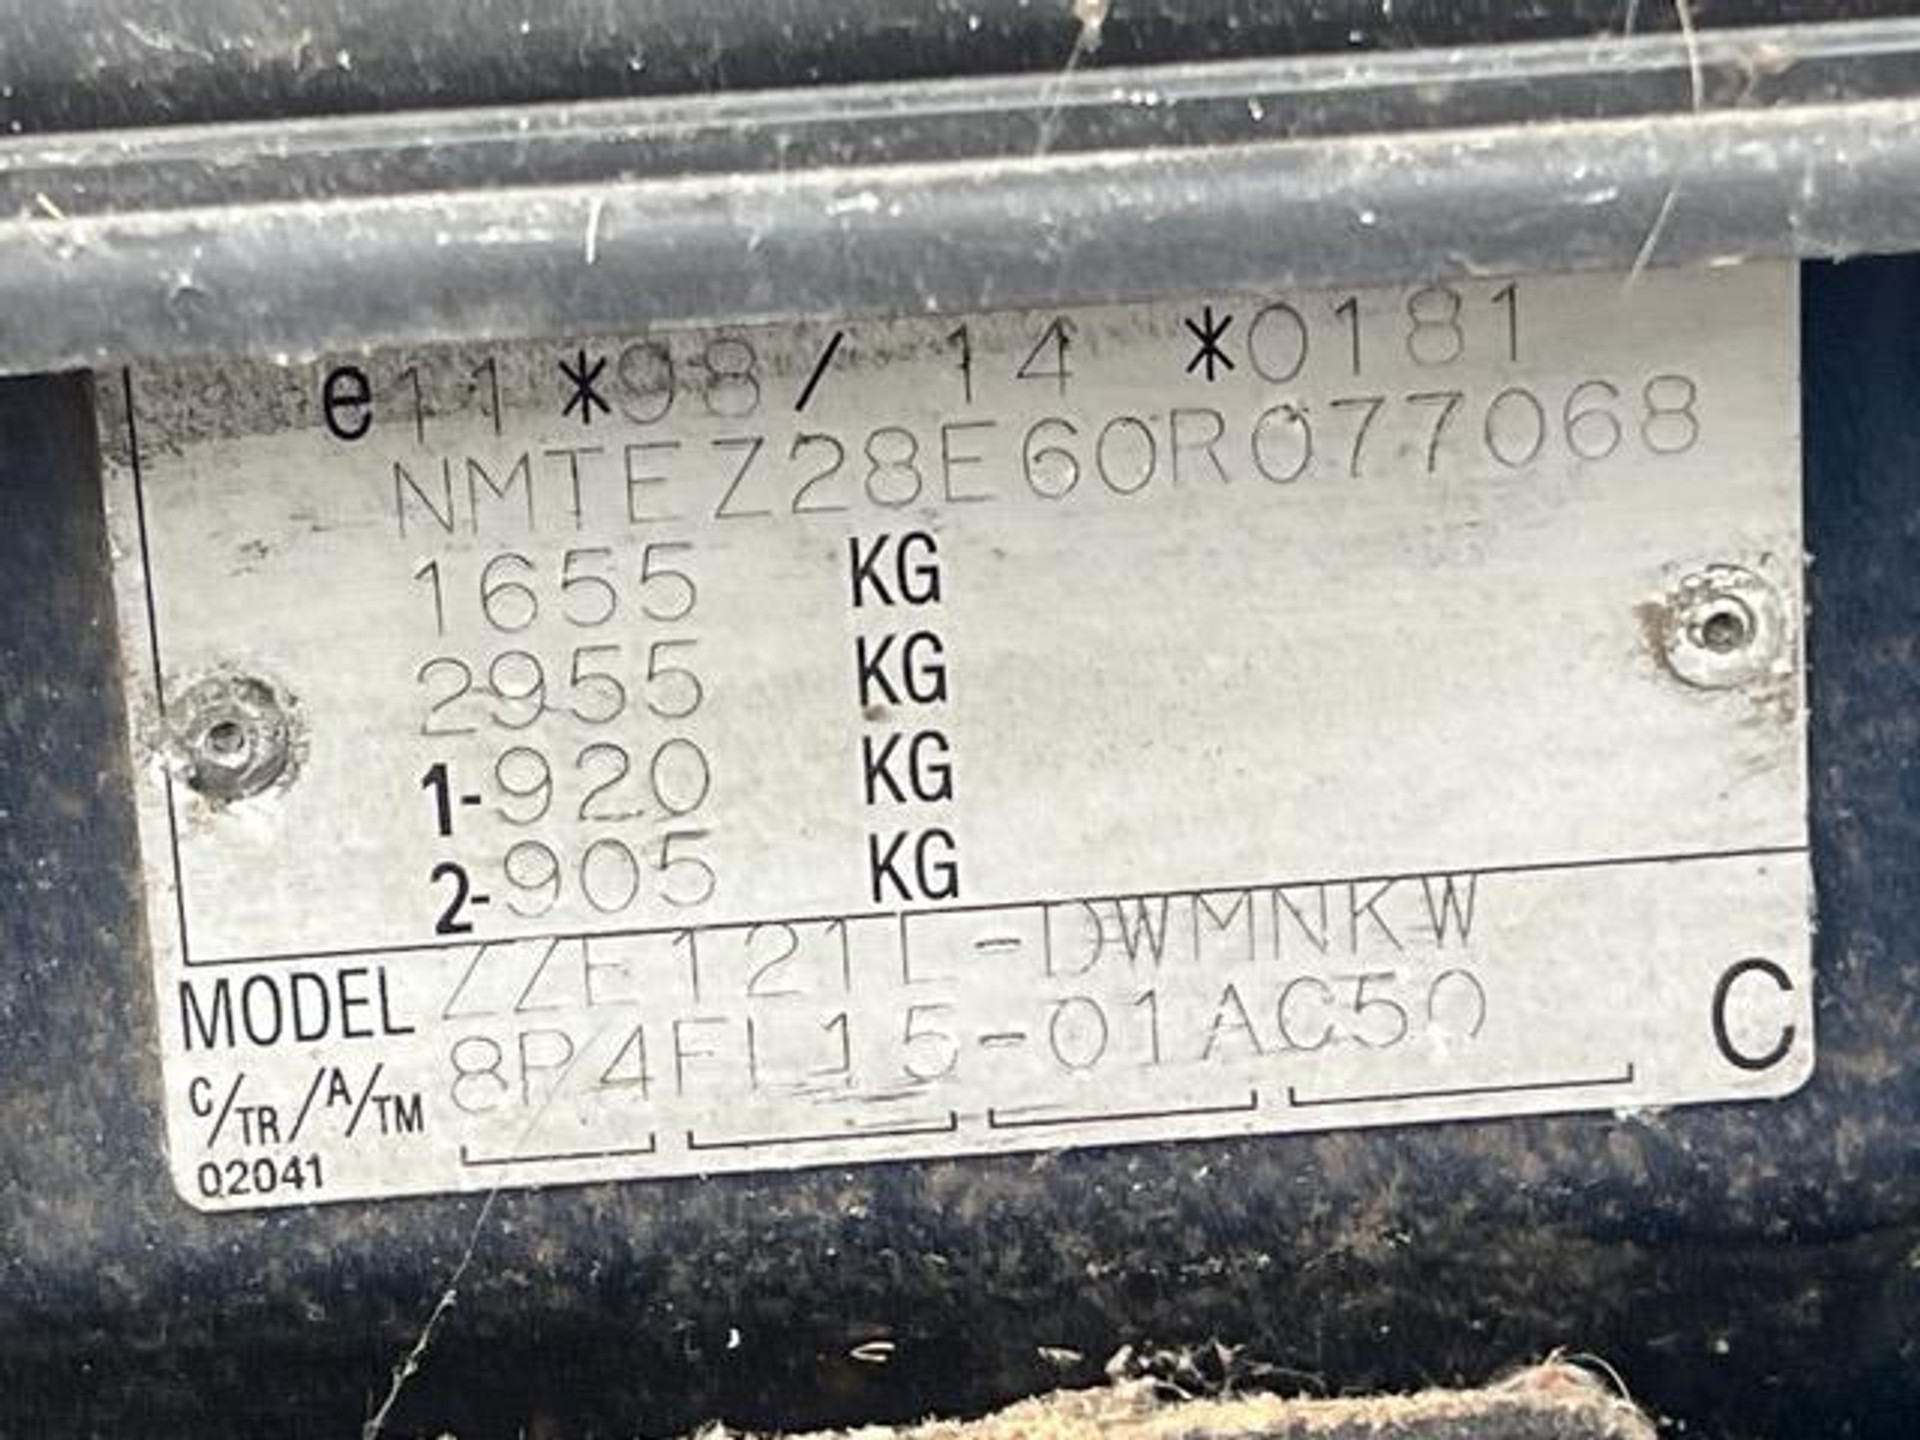 e11*98/14*0181
NMTEZ28E60R077068
1655 KG
2955 KG
1-920 KG
2-905 KG
MODEL ZZE121L-DWMNKW
C/TR/A/TM 8P4FL15-01AC50
02041
C